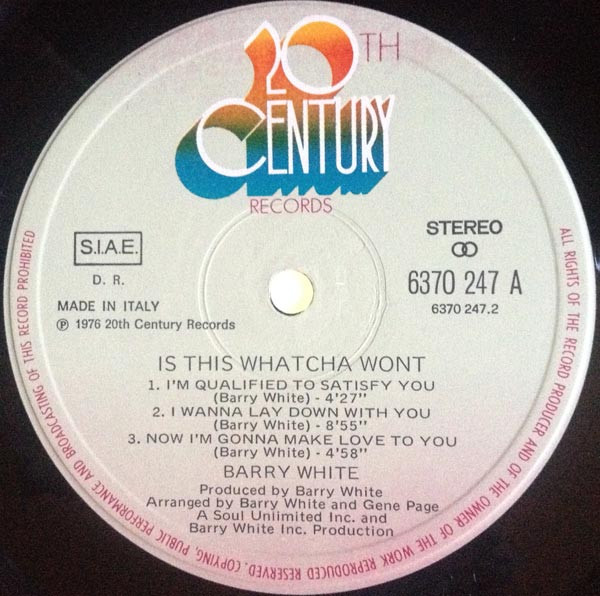 20TH
CENTURY
RECORDS
STEREO
S.I.A.E.
6370 247 A
D. R.
6370 247.2
MADE IN ITALY
℗ 1976 20th Century Records
IS THIS WHATCHA WONT
1. I'M QUALIFIED TO SATISFY YOU
(Barry White) - 4'27"
2. I WANNA LAY DOWN WITH YOU
(Barry White) - 8'55"
3. NOW I'M GONNA MAKE LOVE TO YOU
(Barry White) - 4'58"
BARRY WHITE
Produced by Barry White
Arranged by Barry White and Gene Page
A Soul Unlimited Inc. and
Barry White Inc. Production
ALL RIGHTS OF THE RECORD PRODUCER AND OF THE OWNER OF THE WORK REPRODUCED RESERVED. COPYING, PUBLIC PERFORMANCE AND BROADCASTING OF THIS RECORD PROHIBITED